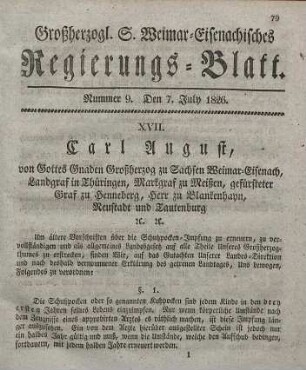 79
Großherzogl. S. Weimar-Eisenachisches
Regierungs-Blatt.
Nummer 9. Den 7. July 1826.
XVII.
Carl August,
von Gottes Gnaden Großherzog zu Sachsen Weimar-Eisenach,
Landgraf in Thüringen, Markgraf zu Meißen, gefürsteter
Graf zu Henneberg, Herr zu Blankenhayn,
Neustadt und Tautenburg
ꝛc. ꝛc.
Um ältere Vorschriften über die Schutzpocken-Impfung zu erneuern, zu ver-
vollständigen und als allgemeines Landesgesetz auf alle Theile Unseres Großherzog-
thumes zu erstrecken, finden Wir, auf das Gutachten Unserer Landes-Direktion
und nach deshalb vernommener Erklärung des getreuen Landtages, Uns bewogen,
Folgendes zu verordnen:
§. 1.
Die Schutzpocken oder so genannten Kuhpocken sind jedem Kinde in den drey
ersten Jahren seines Lebens einzuimpfen. Nur wenn körperliche Umstände nach
dem Zeugnisse eines approbirten Arztes es räthlich machen, ist diese Impfung län-
ger auszusetzen. Ein von dem Arzte hierüber ausgestellter Schein ist jedoch nur
ein halbes Jahr gültig und muß, wenn die Umstände, welche den Aufschub bedingen,
fortdauern, mit jedem halben Jahre erneuert werden.
1